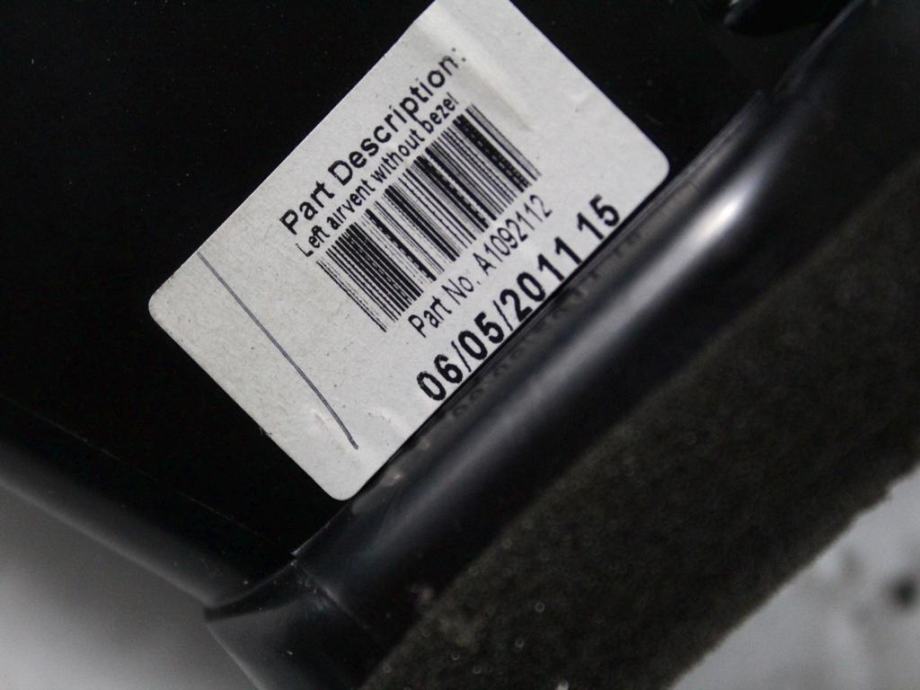 Part Description:
Left airvent without bezel
Part No: A1092112
06/05/2011 15